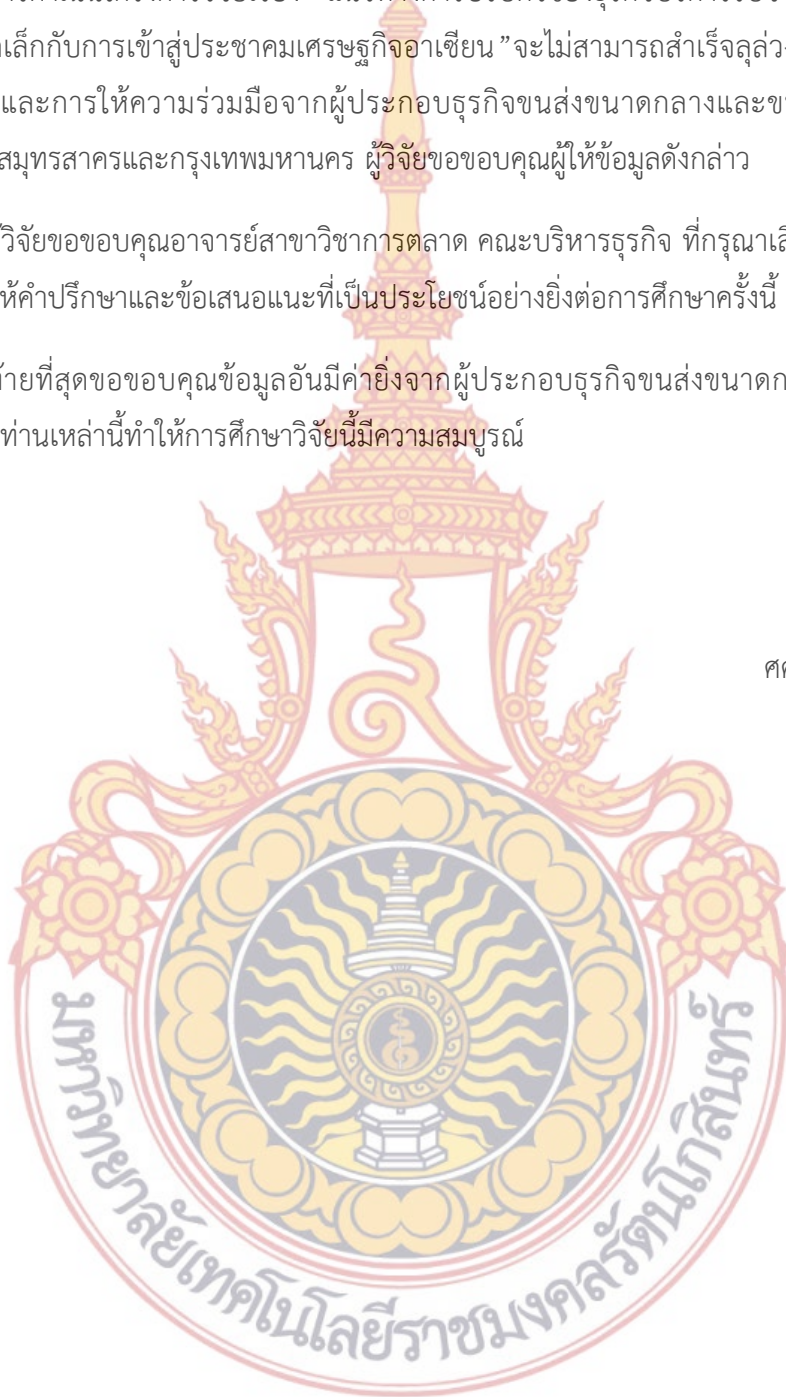 เล็กกับการเข้าสู่ประชาคมเศรษฐกิจอาเซียน ”จะไม่สามารถสำเร็จลุล่ว
และการให้ความร่วมมือจากผู้ประกอบธุรกิจขนส่งขนาดกลางและข
สมุทรสาครและกรุงเทพมหานคร ผู้วิจัยขอขอบคุณผู้ให้ข้อมูลดังกล่าว
วิจัยขอขอบคุณอาจารย์สาขาวิชาการตลาด คณะบริหารธุรกิจ ที่กรุณาเสี
ห้คำปรึกษาและข้อเสนอแนะที่เป็นประโยชน์อย่างยิ่งต่อการศึกษาครั้งนี้
ายที่สุดขอขอบคุณข้อมูลอันมีค่ายิ่งจากผู้ประกอบธุรกิจขนส่งขนาดก
ท่านเหล่านี้ทำให้การศึกษาวิจัยนี้มีความสมบูรณ์
ศศ
มหาวิทยาลัยเทคโนโลยีราชมงคลรัตนโกสินทร์